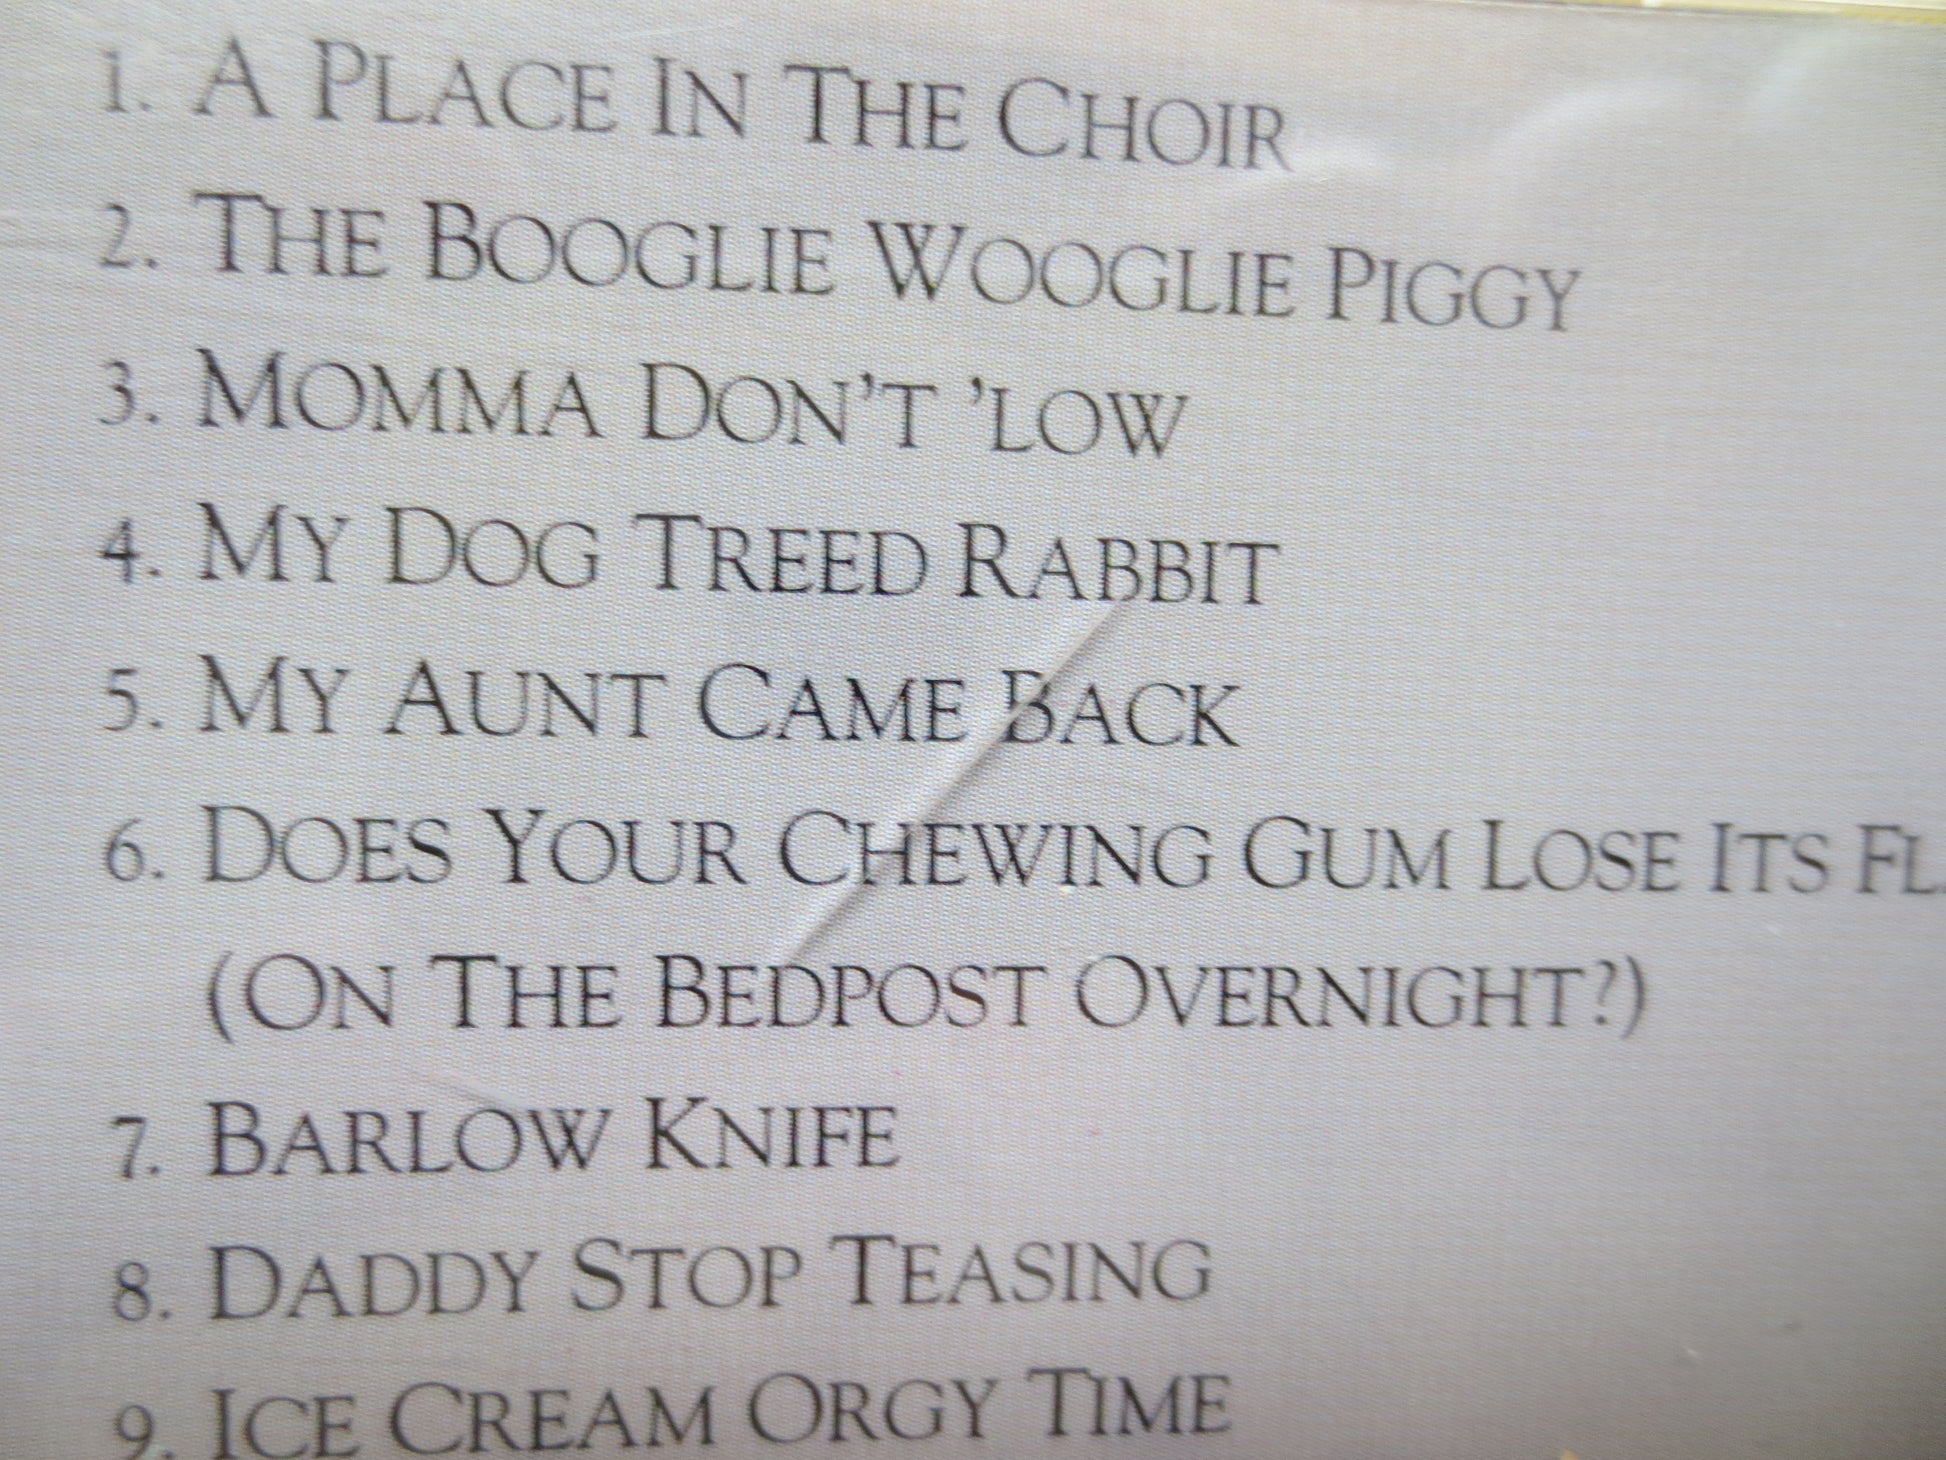 1. A PLACE IN THE CHOIR
2. THE BOOGLIE WOOGLIE PIGGY
3. MOMMA DON'T 'LOW
4. MY DOG TREED RABBIT
5. MY AUNT CAME BACK
6. DOES YOUR CHEWING GUM LOSE ITS
(ON THE BEDPOST OVERNIGHT?)
7. BARLOW KNIFE
8. DADDY STOP TEASING
9. ICE CREAM ORGY TIME